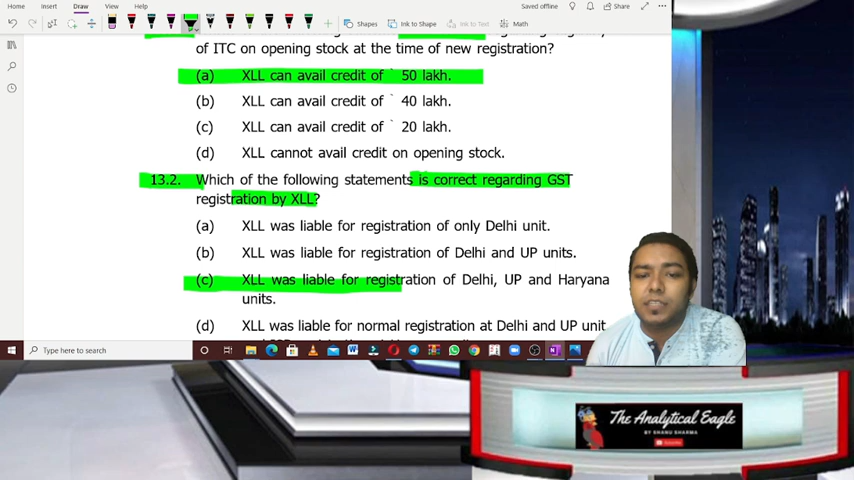 Home Insert Draw View Help
Saved offline
Share
Shapes
Ink to Shape
Ink to Text
Math
of ITC on opening stock at the time of new registration?
(a) XLL can avail credit of ` 50 lakh.
(b) XLL can avail credit of ` 40 lakh.
(c) XLL can avail credit of ` 20 lakh.
(d) XLL cannot avail credit on opening stock.
13.2. Which of the following statements is correct regarding GST
registration by XLL?
(a) XLL was liable for registration of only Delhi unit.
(b) XLL was liable for registration of Delhi and UP units.
(c) XLL was liable for registration of Delhi, UP and Haryana
units.
(d) XLL was liable for normal registration at Delhi and UP unit
Type here to search
The Analytical Eagle
BY SHANU SHARMA
Subscribe